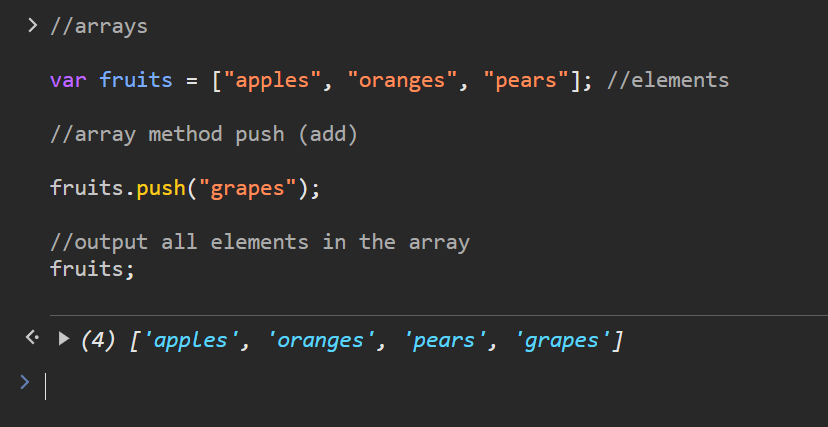 //arrays
var fruits = ["apples", "oranges", "pears"]; //elements
//array method push (add)
fruits.push("grapes");
//output all elements in the array
fruits;
(4) ['apples', 'oranges', 'pears', 'grapes']